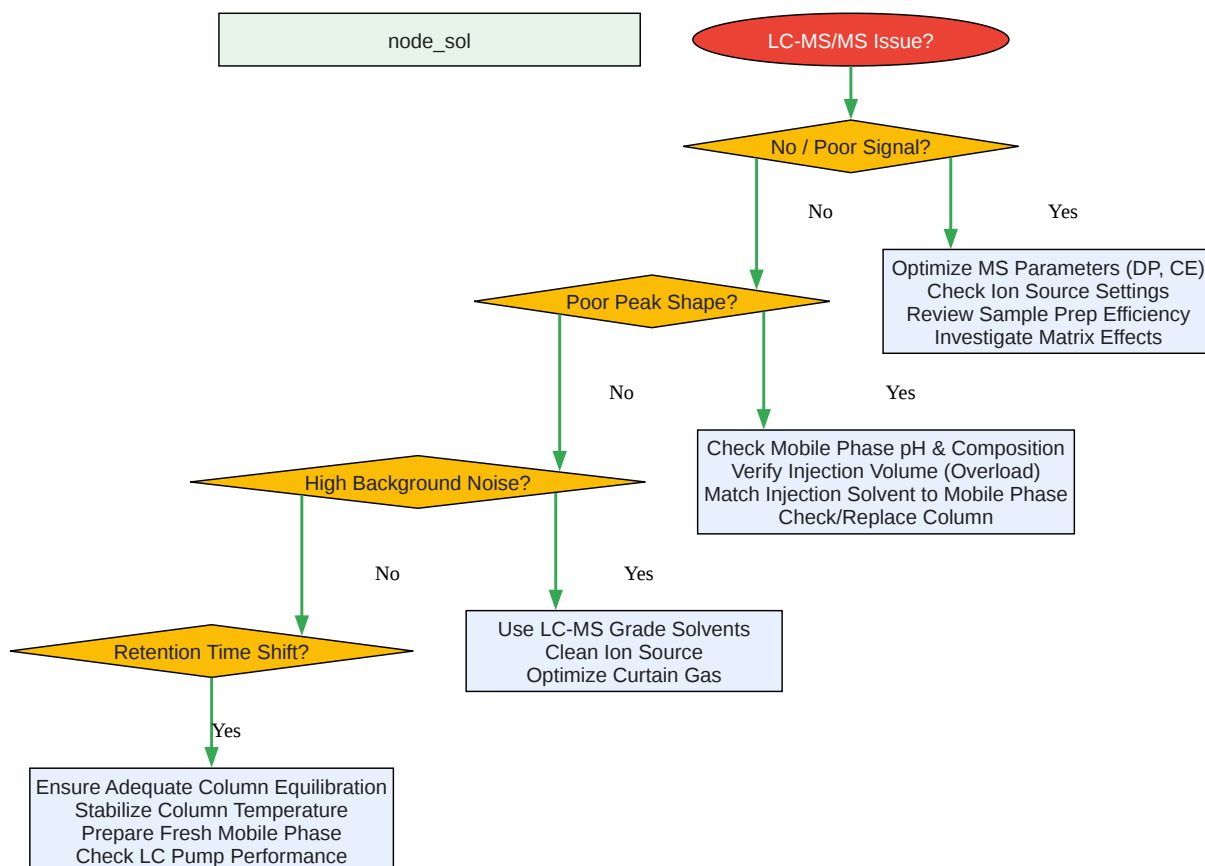 node_sol
LC-MS/MS Issue?
No / Poor Signal?
No
Yes
Optimize MS Parameters (DP, CE)
Check Ion Source Settings
Review Sample Prep Efficiency
Investigate Matrix Effects
Poor Peak Shape?
No
Yes
Check Mobile Phase pH & Composition
Verify Injection Volume (Overload)
Match Injection Solvent to Mobile Phase
Check/Replace Column
High Background Noise?
No
Yes
Use LC-MS Grade Solvents
Clean Ion Source
Optimize Curtain Gas
Retention Time Shift?
Yes
Ensure Adequate Column Equilibration
Stabilize Column Temperature
Prepare Fresh Mobile Phase
Check LC Pump Performance